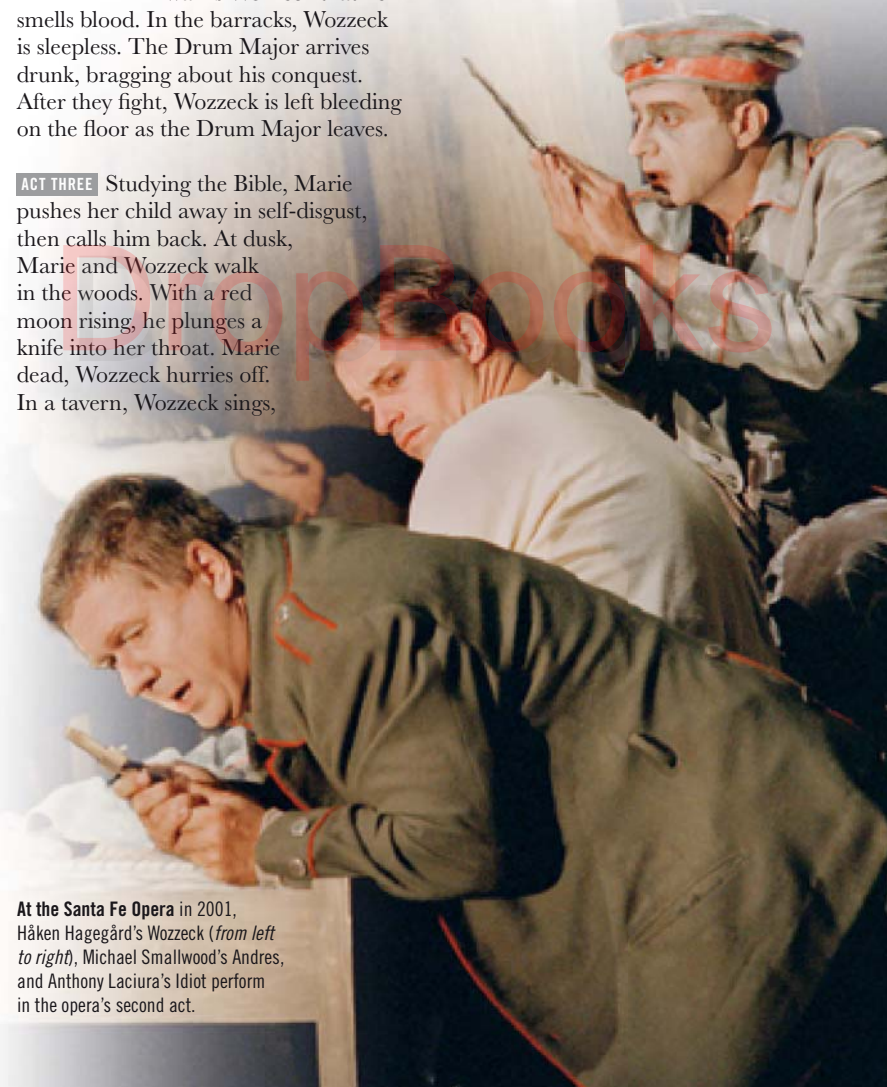 smells blood. In the barracks, Wozzeck
is sleepless. The Drum Major arrives
drunk, bragging about his conquest.
After they fight, Wozzeck is left bleeding
on the floor as the Drum Major leaves.
ACT THREE Studying the Bible, Marie
pushes her child away in self-disgust,
then calls him back. At dusk,
Marie and Wozzeck walk
in the woods. With a red
moon rising, he plunges a
knife into her throat. Marie
dead, Wozzeck hurries off.
In a tavern, Wozzeck sings,
DropBooks
At the Santa Fe Opera in 2001,
Håken Hagegård's Wozzeck (from left
to right), Michael Smallwood's Andres,
and Anthony Laciura's Idiot perform
in the opera's second act.